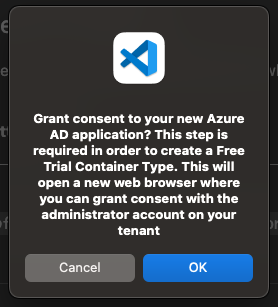 Grant consent to your new Azure
AD application? This step is
required in order to create a Free
Trial Container Type. This will
open a new web browser where
you can grant consent with the
administrator account on your
tenant
Cancel
OK